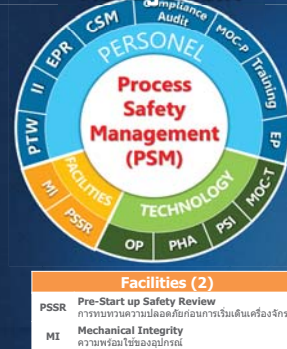 Compliance
Audit
CSM
MOC-P
EPR
Training
II
EP
PTW
PERSONEL
Process
Safety
Management
(PSM)
FACILITIES
TECHNOLOGY
MI
PSSR
OP
PHA
PSI
MOC-T
Facilities (2)
PSSR Pre-Start up Safety Review
การทบทวนความปลอดภัยก่อนการเริ่มเดินเครื่องจักร
MI Mechanical Integrity
ความพร้อมใช้ของอุปกรณ์